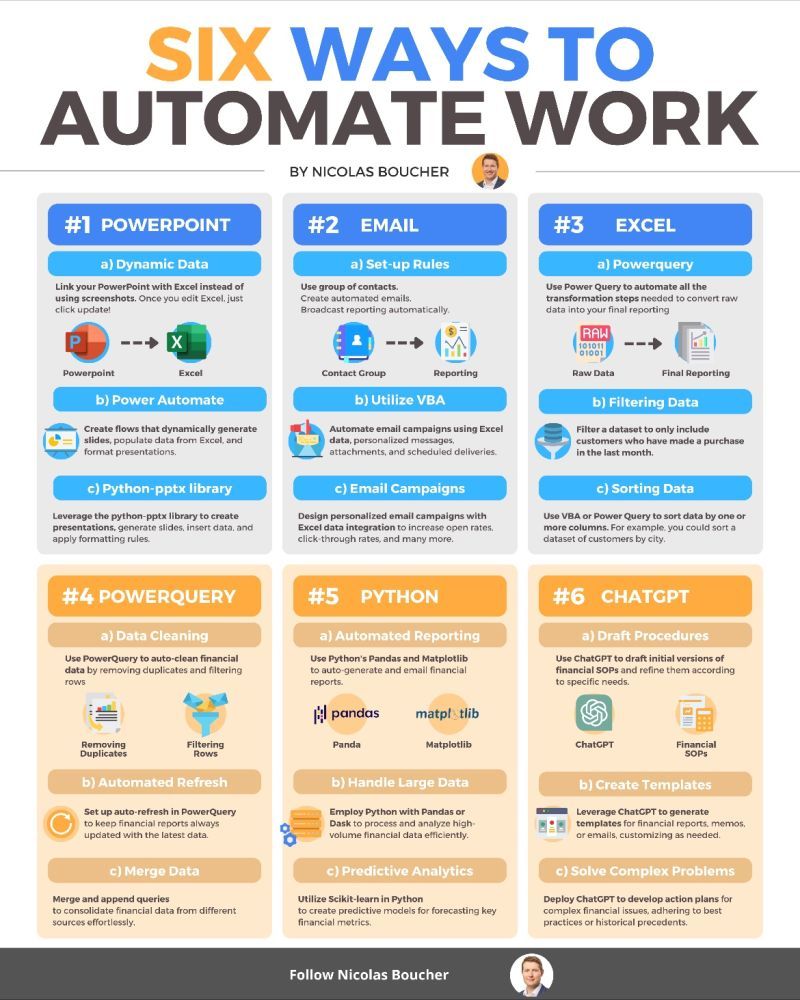 SIX WAYS TO
AUTOMATE WORK
BY NICOLAS BOUCHER
#1 POWERPOINT
a) Dynamic Data
Link your PowerPoint with Excel instead of
using screenshots. Once you edit Excel, just
click update!
P
X
Powerpoint
Excel
b) Power Automate
Create flows that dynamically generate
slides, populate data from Excel, and
format presentations.
c) Python-pptx library
Leverage the python-pptx library to create
presentations, generate slides, insert data, and
apply formatting rules.
#2 EMAIL
a) Set-up Rules
Use group of contacts.
Create automated emails.
Broadcast reporting automatically.
Contact Group
Reporting
b) Utilize VBA
Automate email campaigns using Excel
data, personalized messages,
attachments, and scheduled deliveries.
c) Email Campaigns
Design personalized email campaigns with
Excel data integration to increase open rates,
click-through rates, and many more.
#3 EXCEL
a) Powerquery
Use Power Query to automate all the
transformation steps needed to convert raw
data into your final reporting
RAW
101011
01001
Raw Data
Final Reporting
b) Filtering Data
Filter a dataset to only include
customers who have made a purchase
in the last month.
c) Sorting Data
Use VBA or Power Query to sort data by one or
more columns. For example, you could sort a
dataset of customers by city.
#4 POWERQUERY
a) Data Cleaning
Use PowerQuery to auto-clean financial
data by removing duplicates and filtering
rows
Removing
Duplicates
Filtering
Rows
b) Automated Refresh
Set up auto-refresh in PowerQuery
to keep financial reports always
updated with the latest data.
c) Merge Data
Merge and append queries
to consolidate financial data from different
sources effortlessly.
#5 PYTHON
a) Automated Reporting
Use Python's Pandas and Matplotlib
to auto-generate and email financial
reports.
pandas
matplotlib
Panda
Matplotlib
b) Handle Large Data
Employ Python with Pandas or
Dask to process and analyze high-
volume financial data efficiently.
c) Predictive Analytics
Utilize Scikit-learn in Python
to create predictive models for forecasting key
financial metrics.
#6 CHATGPT
a) Draft Procedures
Use ChatGPT to draft initial versions of
financial SOPs and refine them according
to specific needs.
ChatGPT
Financial
SOPs
b) Create Templates
Leverage ChatGPT to generate
templates for financial reports, memos,
or emails, customizing as needed.
c) Solve Complex Problems
Deploy ChatGPT to develop action plans for
complex financial issues, adhering to best
practices or historical precedents.
Follow Nicolas Boucher